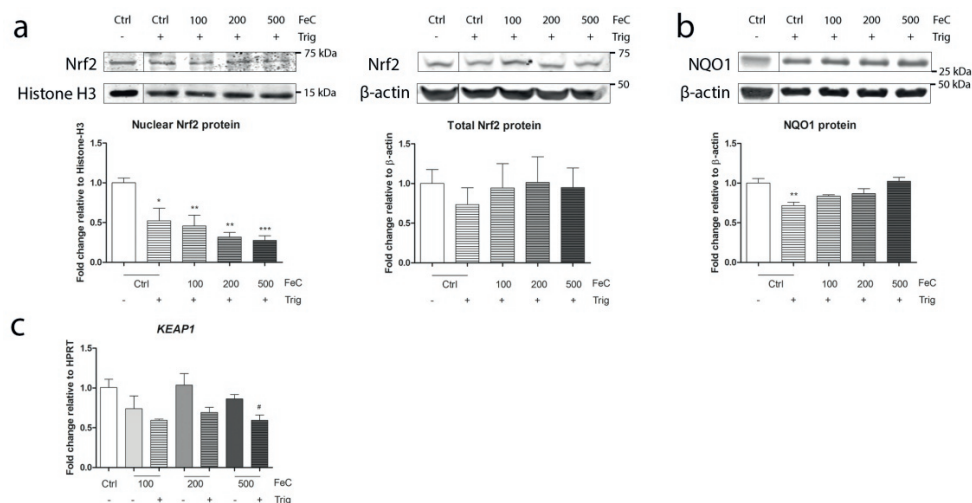 a
Ctrl Ctrl 100 200 500 FeC
- + + + + Trig
75 kDa
Nrf2
Histone H3
15 kDa
Nuclear Nrf2 protein
Fold change relative to Histone-H3
1.5
1.0
0.5
0.0
* ** ** ***
Ctrl 100 200 500 FeC
- + + + + Trig
Ctrl Ctrl 100 200 500 FeC
- + + + + Trig
75
Nrf2
50
β-actin
Total Nrf2 protein
Fold change relative to β-actin
1.5
1.0
0.5
0.0
Ctrl 100 200 500 FeC
- + + + + Trig
b
Ctrl Ctrl 100 200 500 FeC
- + + + + Trig
NQO1
25 kDa
50 kDa
β-actin
NQO1 protein
Fold change relative to β-actin
1.5
1.0
0.5
0.0
**
Ctrl 100 200 500 FeC
- + + + + Trig
c
KEAP1
Fold change relative to HPRT
1.5
1.0
0.5
0.0
#
Ctrl 100 200 500 FeC
- - + - + - + Trig